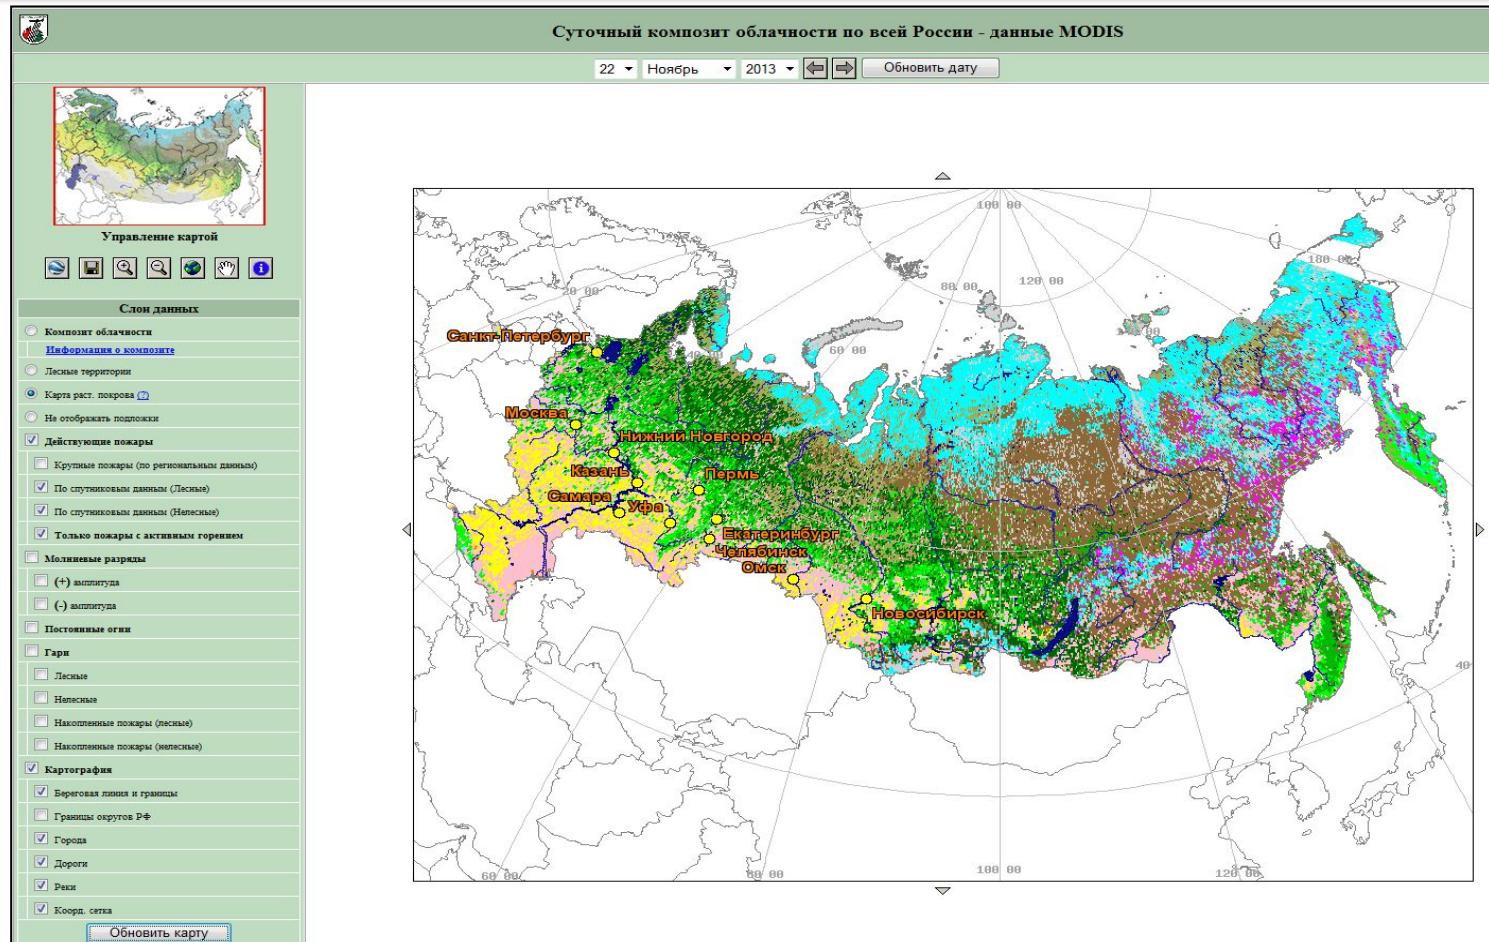 Суточный композит облачности по всей России - данные MODIS
22 Ноябрь 2013 Обновить дату
Управление картой
Слои данных
Композит облачности
Информация о композите
Лесные территории
Карта раст. покрова (?)
Не отображать подложки
Действующие пожары
Крупные пожары (по региональным данным)
По спутниковым данным (Лесные)
По спутниковым данным (Нелесные)
Только пожары с активным горением
Молниевые разряды
(+) амплитуда
(-) амплитуда
Постоянные огни
Гари
Лесные
Нелесные
Накопленные пожары (лесные)
Накопленные пожары (нелесные)
Картография
Береговая линия и границы
Границы округов РФ
Города
Дороги
Реки
Коорд. сетка
Обновить карту
100 00
180 00
120 00
80 00
20 00
60 00
40 00
Санкт-Петербург
Москва
Нижний Новгород
Казань
Пермь
Самара
Уфа
Екатеринбург
Челябинск
Омск
Новосибирск
40
60 00
80 00
100 00
120 00